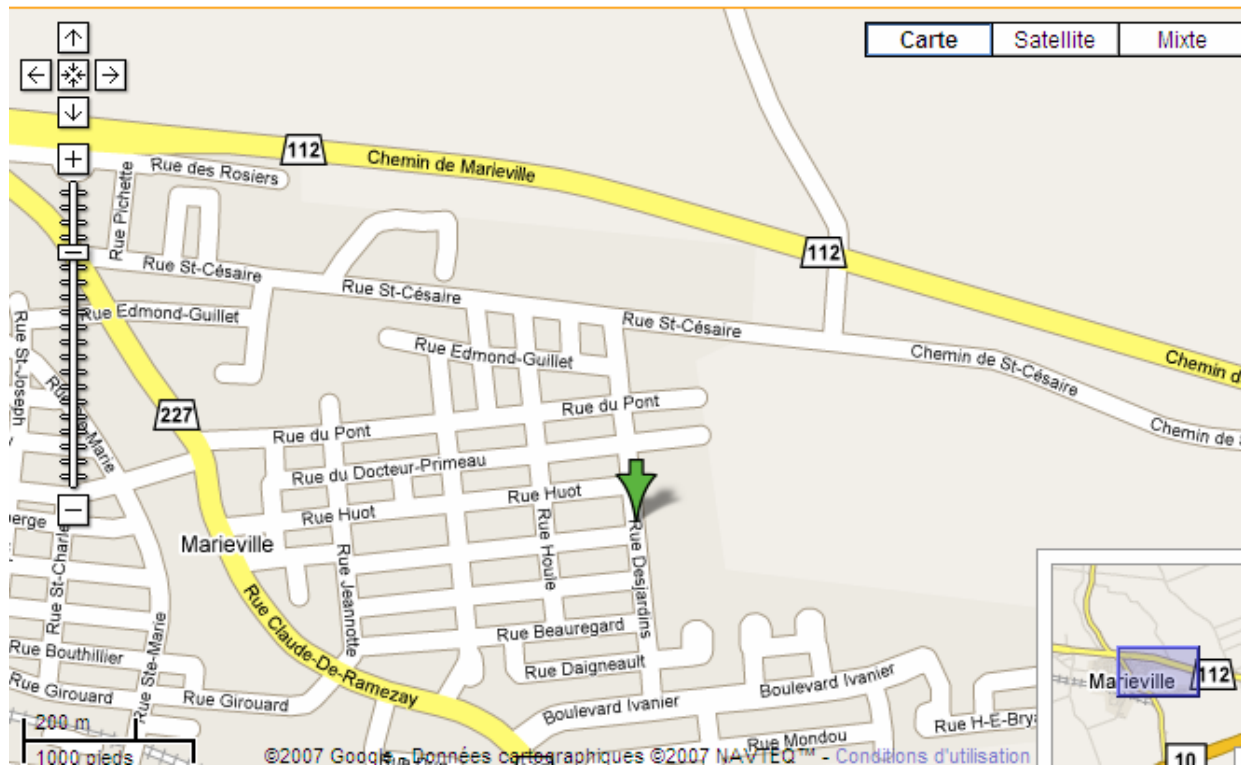 Carte
Satellite
Mixte
112
Chemin de Marieville
Rue des Rosiers
Rue Pichette
112
Rue St-Césaire
Rue St-Césaire
Rue St-Césaire
Chemin de St-Césaire
Chemin d
Chemin de
Rue Edmond-Guillet
Rue Edmond-Guillet
Rue St-Joseph
227
Rue du Pont
Rue du Pont
Rue du Docteur-Primeau
Rue Huot
Rue Huot
Marieville
Rue St-Charle
Rue Jeannotte
Rue Houle
Rue Desjardins
Rue Claude-De-Ramezay
Rue Ste-Marie
Rue Beauregard
Rue Daigneault
Rue Bouthillier
Rue Girouard
Rue Girouard
Boulevard Ivanier
Boulevard Ivanier
Rue H-E-Brya
Rue Mondou
Marieville
112
10
200 m
1000 pieds
©2007 Google - Données cartographiques ©2007 NAVTEQ™ - Conditions d'utilisation